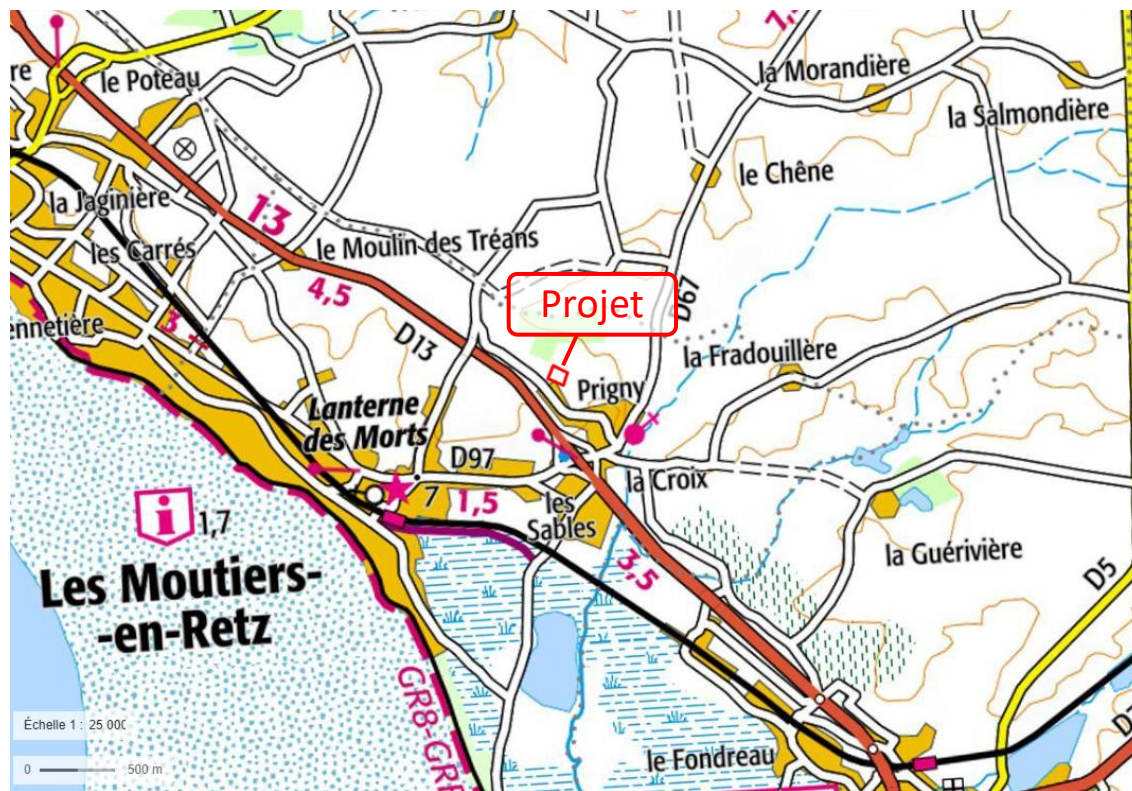 le Poteau
la Morandière
la Salmondière
le Chêne
la Jaginière
13
les Carrés
le Moulin des Tréans
4,5
Projet
D67
3
ennetière
D13
la Fradouillère
Prigny
Lanterne
des Morts
D97
la Croix
7
1,5
les
Sables
1,7
la Guérivière
3,5
D5
Les Moutiers-
-en-Retz
GR8-GR
Échelle 1 : 25 000
0
500 m
le Fondreau